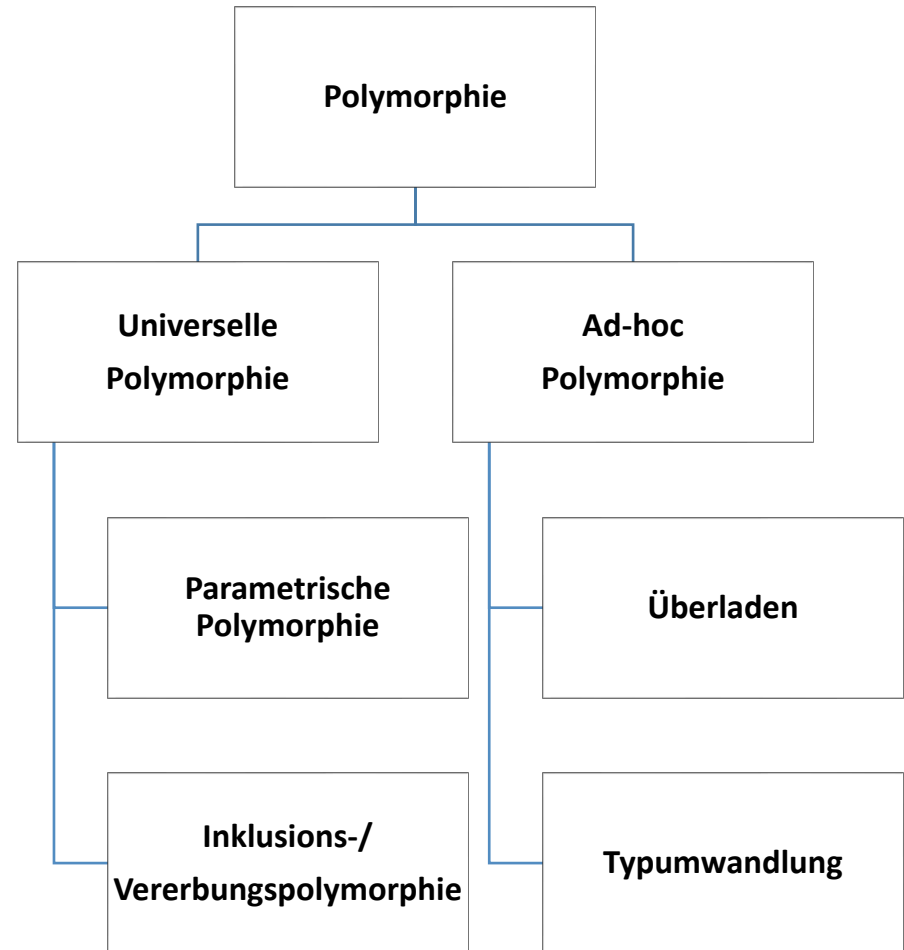 Polymorphie
Universelle
Polymorphie
Ad-hoc
Polymorphie
Parametrische
Polymorphie
Überladen
Inklusions-/
Vererbungspolymorphie
Typumwandlung